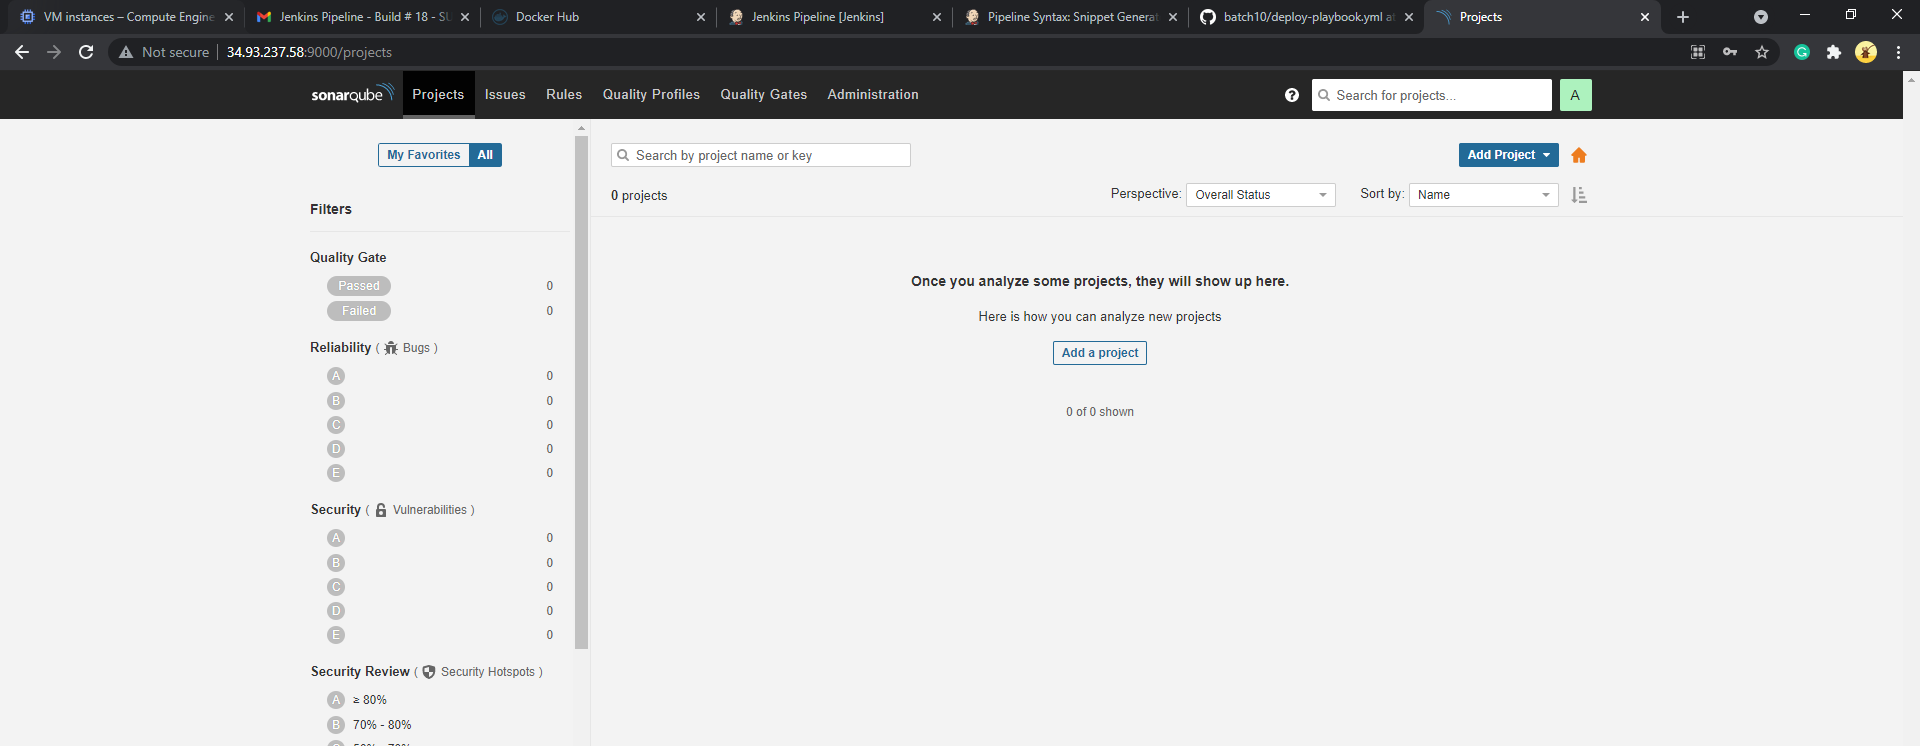 VM instances – Compute Engine
Jenkins Pipeline - Build # 18 - SU
Docker Hub
Jenkins Pipeline [Jenkins]
Pipeline Syntax: Snippet Generat
batch10/deploy-playbook.yml at
Projects
Not secure
34.93.237.58:9000/projects
sonarqube
Projects
Issues
Rules
Quality Profiles
Quality Gates
Administration
Search for projects...
A
My Favorites
All
Search by project name or key
Add Project
0 projects
Perspective:
Overall Status
Sort by:
Name
Filters
Quality Gate
Passed 0
Failed 0
Reliability ( Bugs )
A 0
B 0
C 0
D 0
E 0
Security ( Vulnerabilities )
A 0
B 0
C 0
D 0
E 0
Security Review ( Security Hotspots )
A ≥ 80%
B 70% - 80%
Once you analyze some projects, they will show up here.
Here is how you can analyze new projects
Add a project
0 of 0 shown